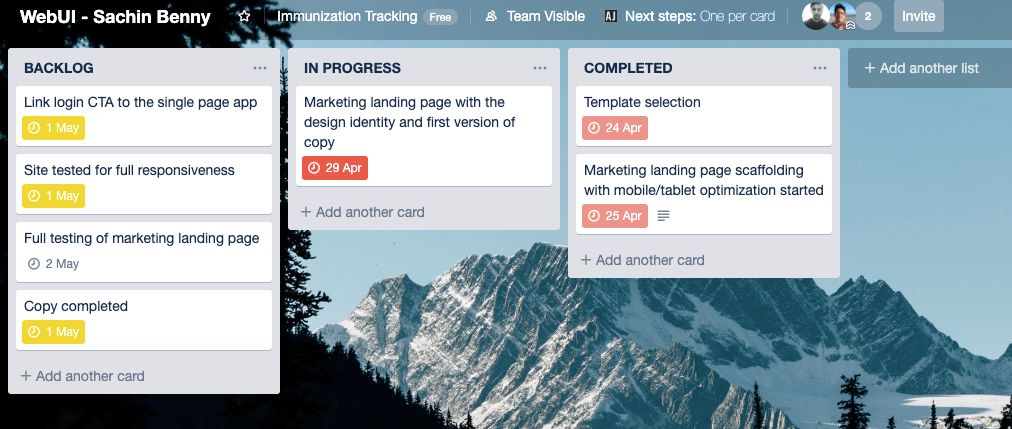 WebUI - Sachin Benny
Immunization Tracking Free
Team Visible
AJ Next steps: One per card
2
Invite
BACKLOG
Link login CTA to the single page app
1 May
Site tested for full responsiveness
1 May
Full testing of marketing landing page
2 May
Copy completed
1 May
+ Add another card
IN PROGRESS
Marketing landing page with the
design identity and first version of
copy
29 Apr
+ Add another card
COMPLETED
Template selection
24 Apr
Marketing landing page scaffolding
with mobile/tablet optimization started
25 Apr
+ Add another card
+ Add another list